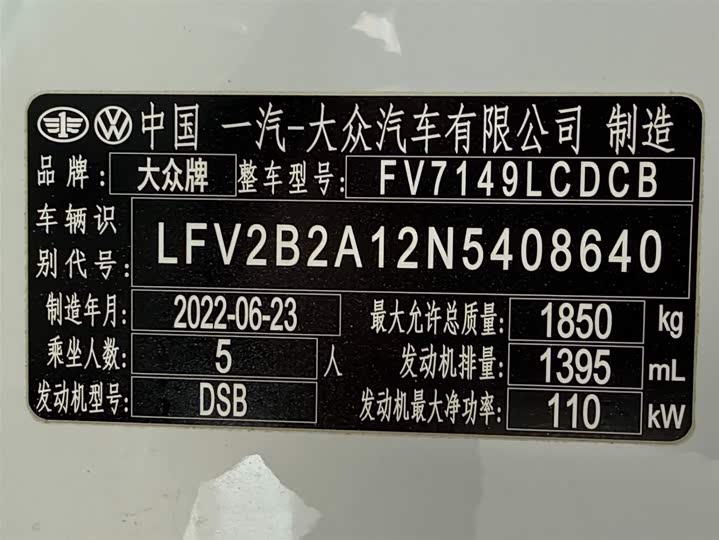 中国 一汽-大众汽车有限公司 制造
品牌: 大众牌 整车型号: FV7149LCDCB
车辆识别代号: LFV2B2A12N5408640
制造年月: 2022-06-23 最大允许总质量: 1850 kg
乘坐人数: 5 人 发动机排量: 1395 mL
发动机型号: DSB 发动机最大净功率: 110 kW